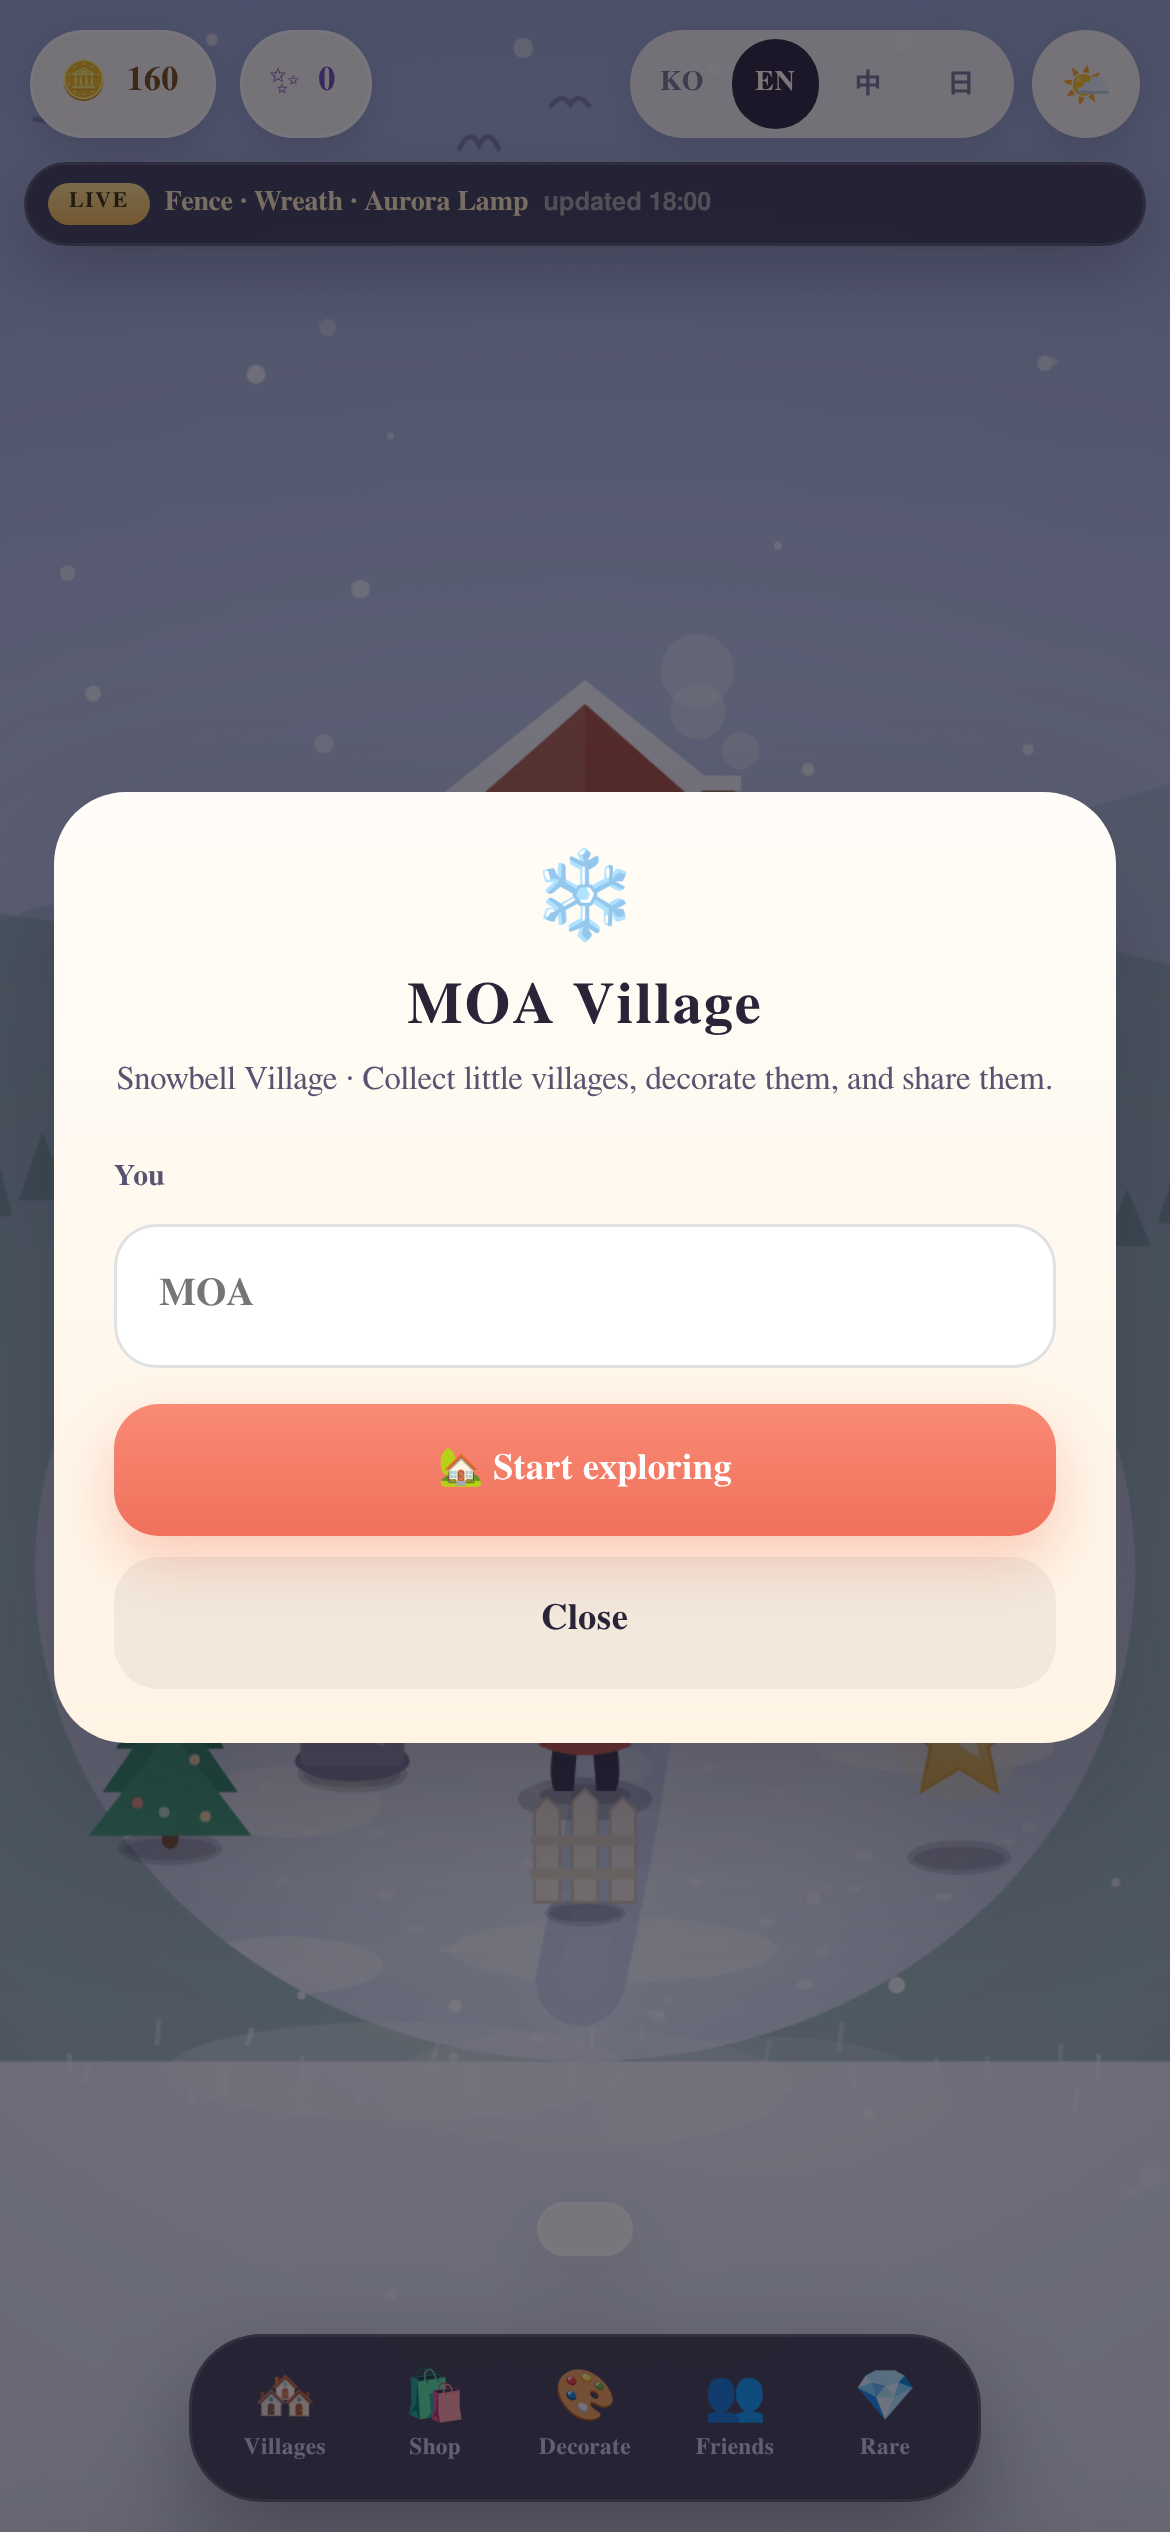 160
0
KO
EN
中
日
LIVE
Fence · Wreath · Aurora Lamp updated 18:00
MOA Village
Snowbell Village · Collect little villages, decorate them, and share them.
You
MOA
Start exploring
Close
Villages
Shop
Decorate
Friends
Rare